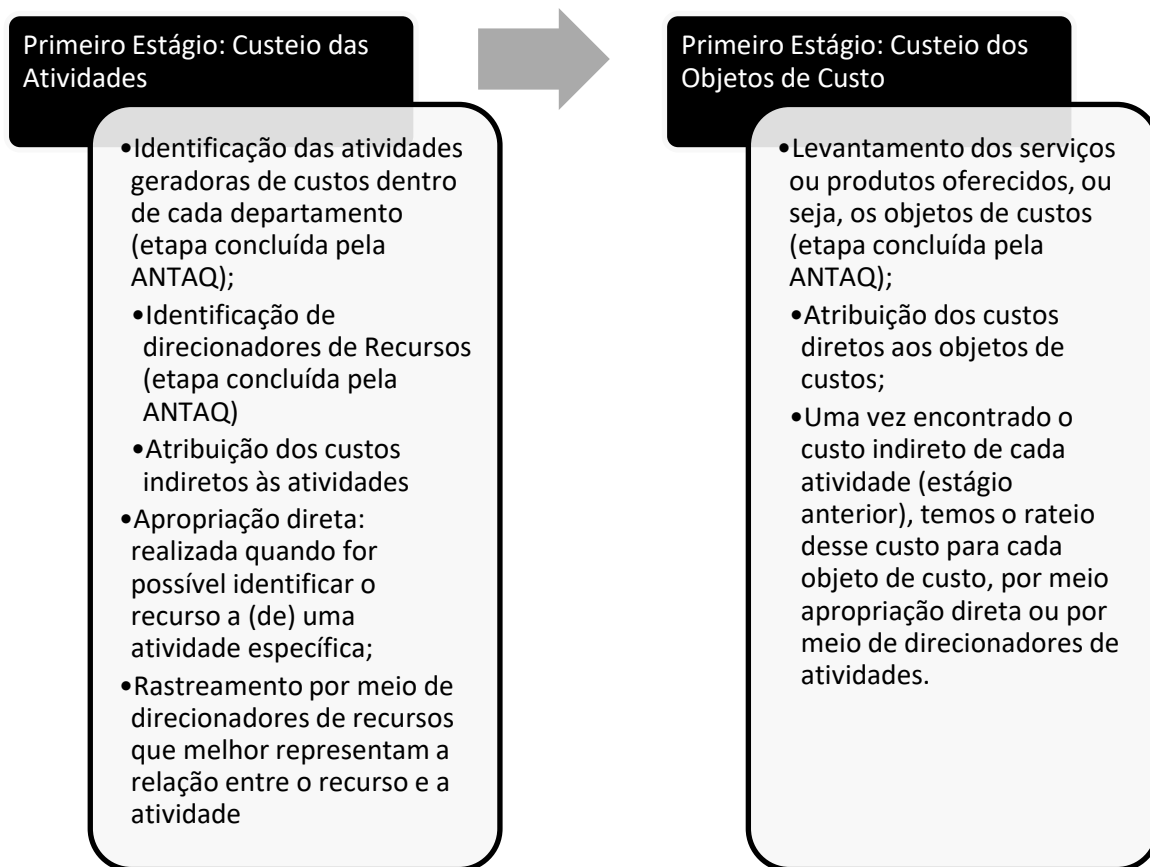 Primeiro Estágio: Custeio das
Atividades
•Identificação das atividades
geradoras de custos dentro
de cada departamento
(etapa concluída pela
ANTAQ);
•Identificação de
direcionadores de Recursos
(etapa concluída pela
ANTAQ)
•Atribuição dos custos
indiretos às atividades
•Apropriação direta:
realizada quando for
possível identificar o
recurso a (de) uma
atividade específica;
•Rastreamento por meio de
direcionadores de recursos
que melhor representam a
relação entre o recurso e a
atividade
Primeiro Estágio: Custeio dos
Objetos de Custo
•Levantamento dos serviços
ou produtos oferecidos, ou
seja, os objetos de custos
(etapa concluída pela
ANTAQ);
•Atribuição dos custos
diretos aos objetos de
custos;
•Uma vez encontrado o
custo indireto de cada
atividade (estágio
anterior), temos o rateio
desse custo para cada
objeto de custo, por meio
apropriação direta ou por
meio de direcionadores de
atividades.